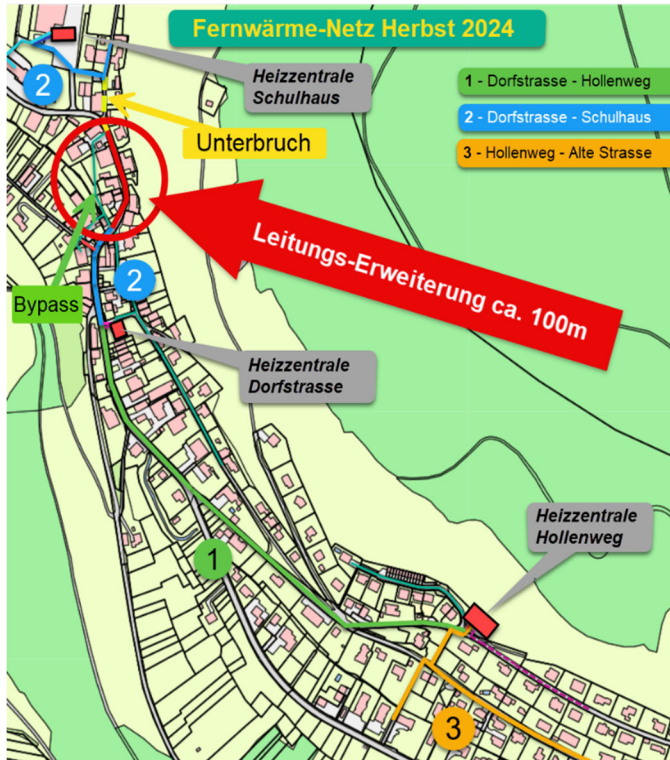 Fernwärme-Netz Herbst 2024
Heizzentrale
Schulhaus
1 - Dorfstrasse - Hollenweg
2 - Dorfstrasse - Schulhaus
3 - Hollenweg - Alte Strasse
2
Unterbruch
Leitungs-Erweiterung ca. 100m
Bypass
2
Heizzentrale
Dorfstrasse
Heizzentrale
Hollenweg
1
3